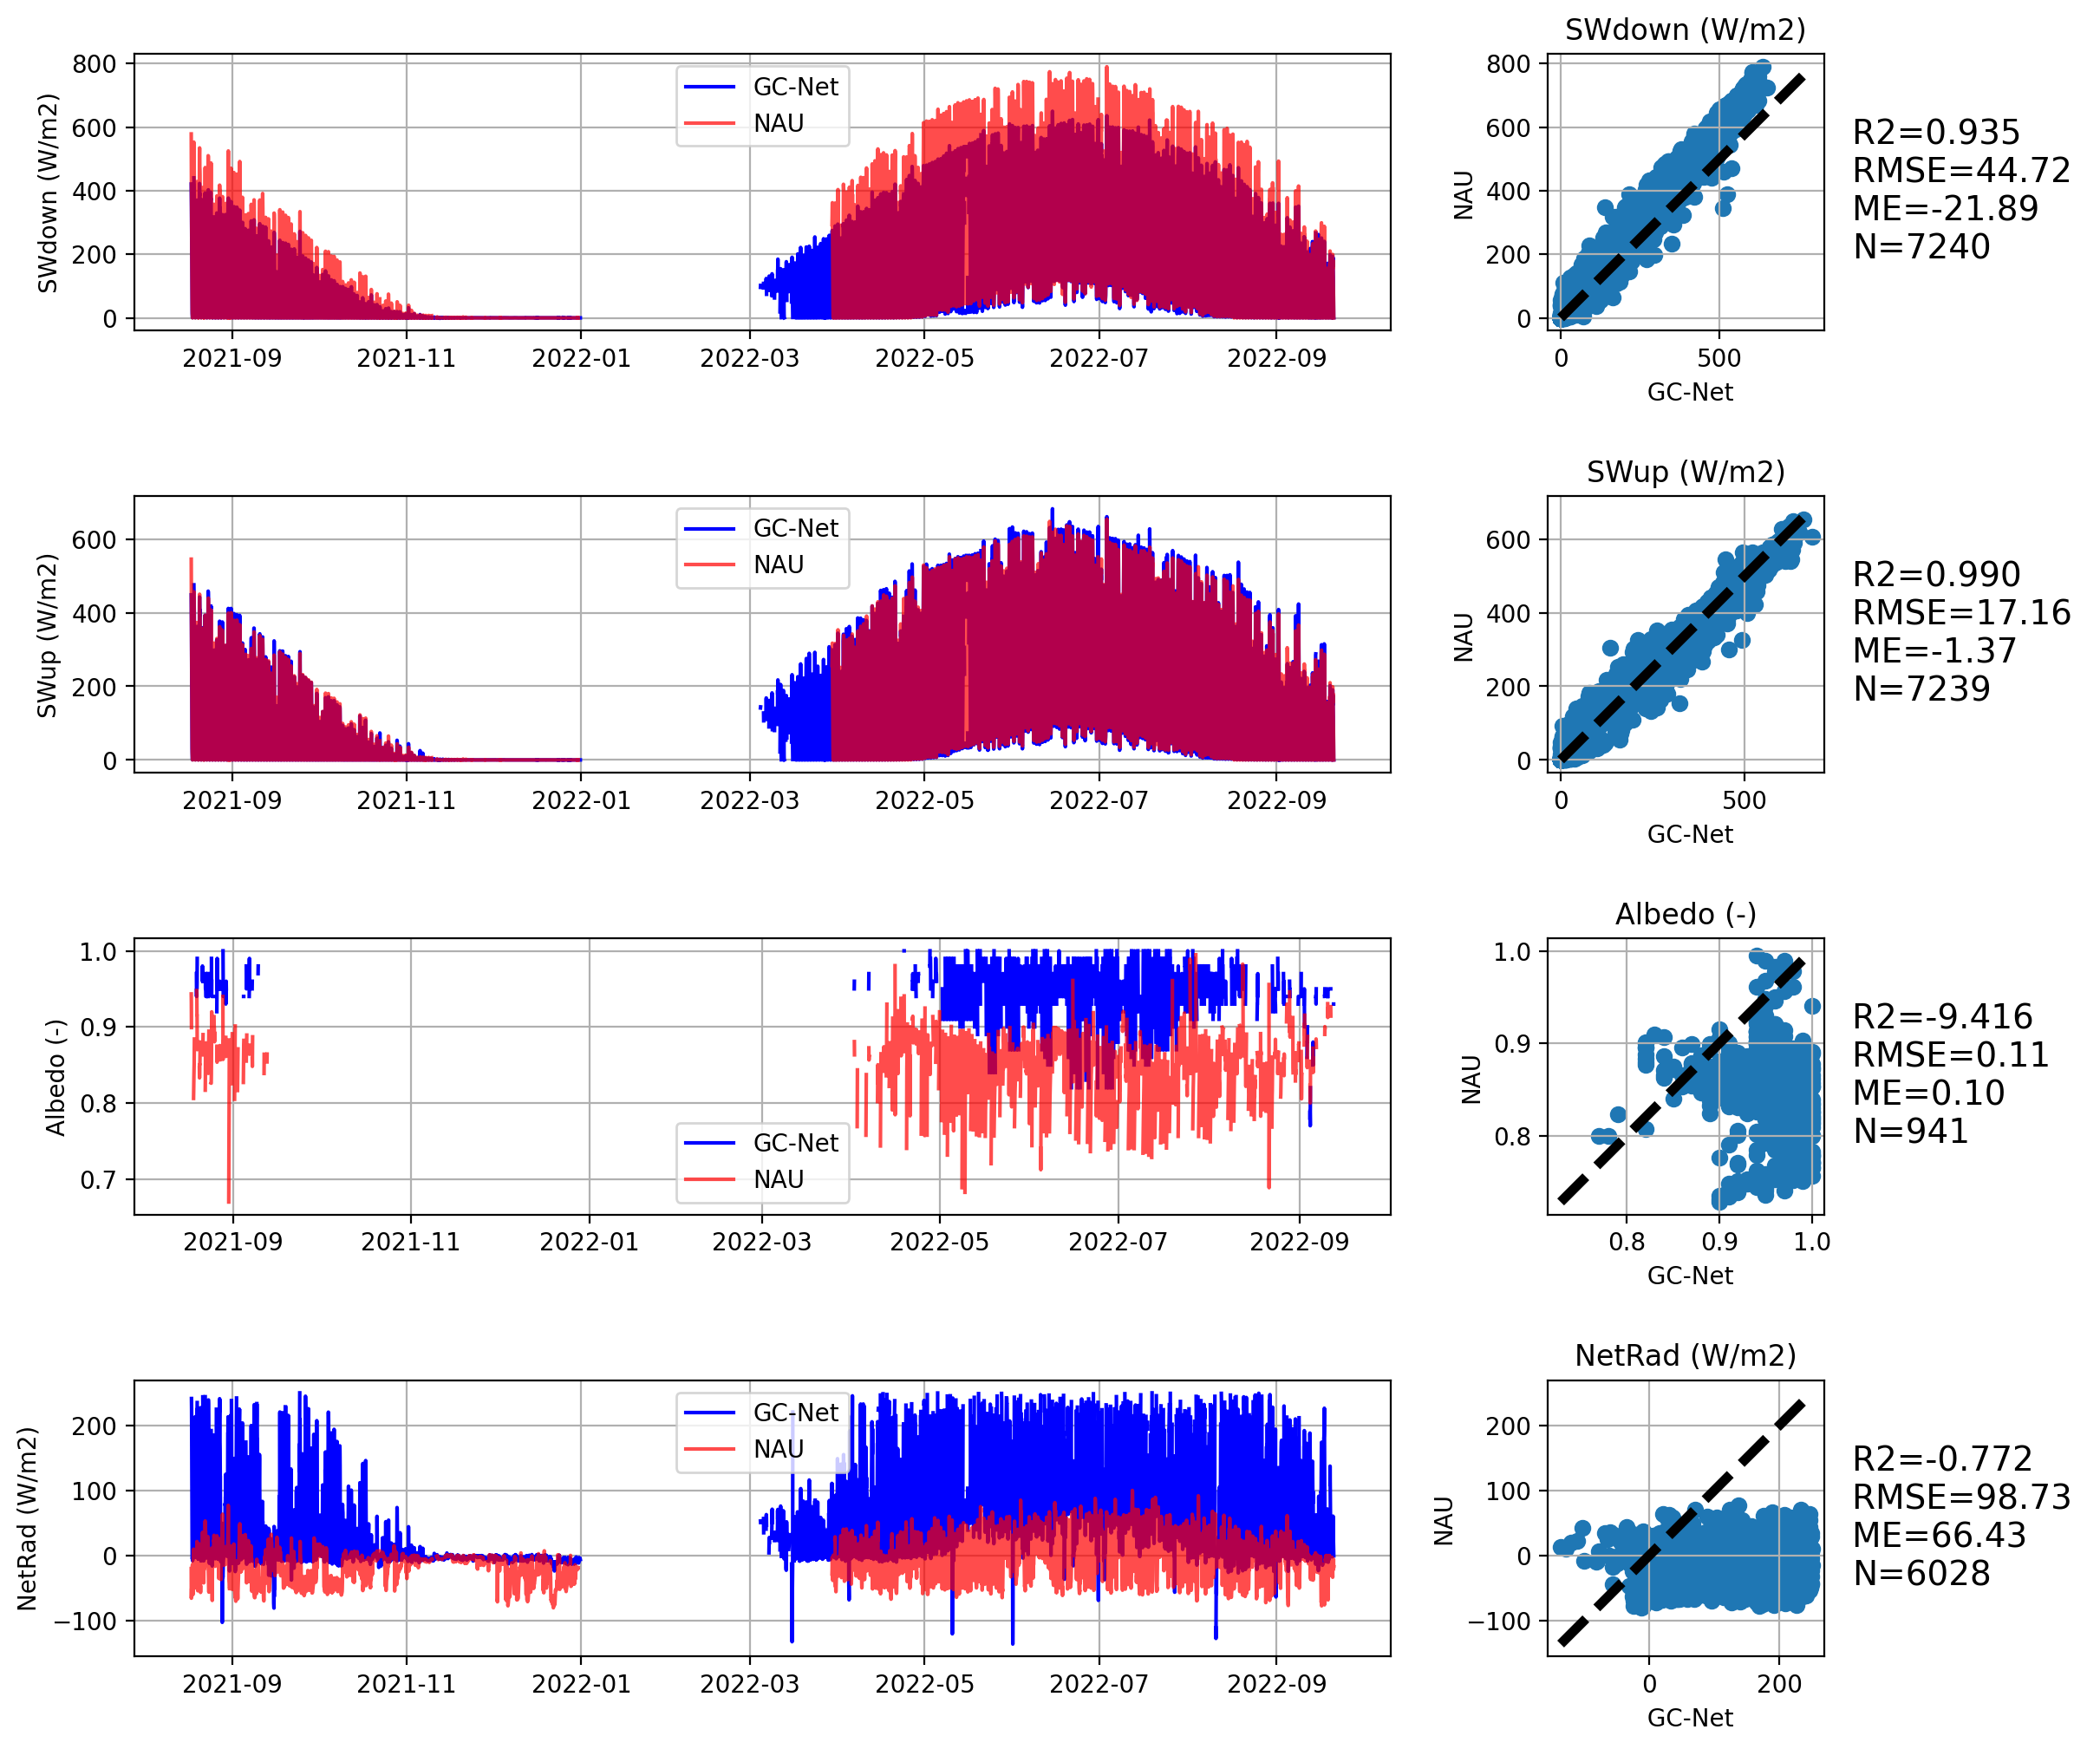 SWdown (W/m2)
800
600
400
200
0
SWdown (W/m2)
GC-Net
NAU
2021-09
2021-11
2022-01
2022-03
2022-05
2022-07
2022-09
800
600
400
200
0
NAU
0
500
GC-Net
R2=0.935
RMSE=44.72
ME=-21.89
N=7240
SWup (W/m2)
600
400
200
0
SWup (W/m2)
GC-Net
NAU
2021-09
2021-11
2022-01
2022-03
2022-05
2022-07
2022-09
600
400
200
0
NAU
0
500
GC-Net
R2=0.990
RMSE=17.16
ME=-1.37
N=7239
Albedo (-)
1.0
0.9
0.8
0.7
Albedo (-)
GC-Net
NAU
2021-09
2021-11
2022-01
2022-03
2022-05
2022-07
2022-09
1.0
0.9
0.8
NAU
0.8
0.9
1.0
GC-Net
R2=-9.416
RMSE=0.11
ME=0.10
N=941
NetRad (W/m2)
200
100
0
−100
NetRad (W/m2)
GC-Net
NAU
2021-09
2021-11
2022-01
2022-03
2022-05
2022-07
2022-09
200
100
0
−100
NAU
0
200
GC-Net
R2=-0.772
RMSE=98.73
ME=66.43
N=6028